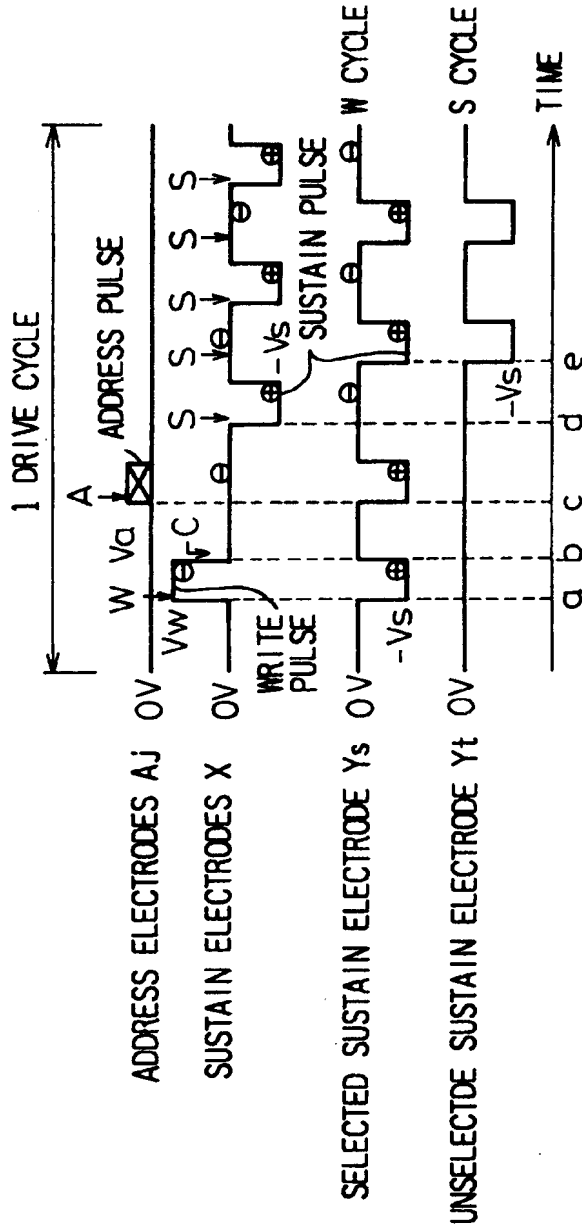 1 DRIVE CYCLE
ADDRESS PULSE
W Va A
ADDRESS ELECTRODES Aj 0V
Vw C
S S S S S S
SUSTAIN ELECTRODES X 0V
WRITE
PULSE
-Vs
SUSTAIN PULSE
SELECTED SUSTAIN ELECTRODE Ys 0V W CYCLE
-Vs
UNSELECTDE SUSTAIN ELECTRODE Yt 0V S CYCLE
-Vs
a b c d e TIME